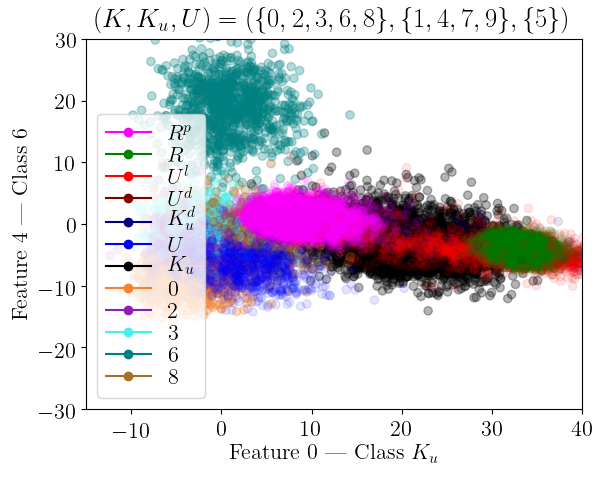 (K, K_u, U) = ({0, 2, 3, 6, 8}, {1, 4, 7, 9}, {5})
Feature 4 — Class 6
30
20
10
0
−10
−20
−30
R^p
R
U^l
U^d
K_u^d
U
K_u
0
2
3
6
8
−10 0 10 20 30 40
Feature 0 — Class K_u